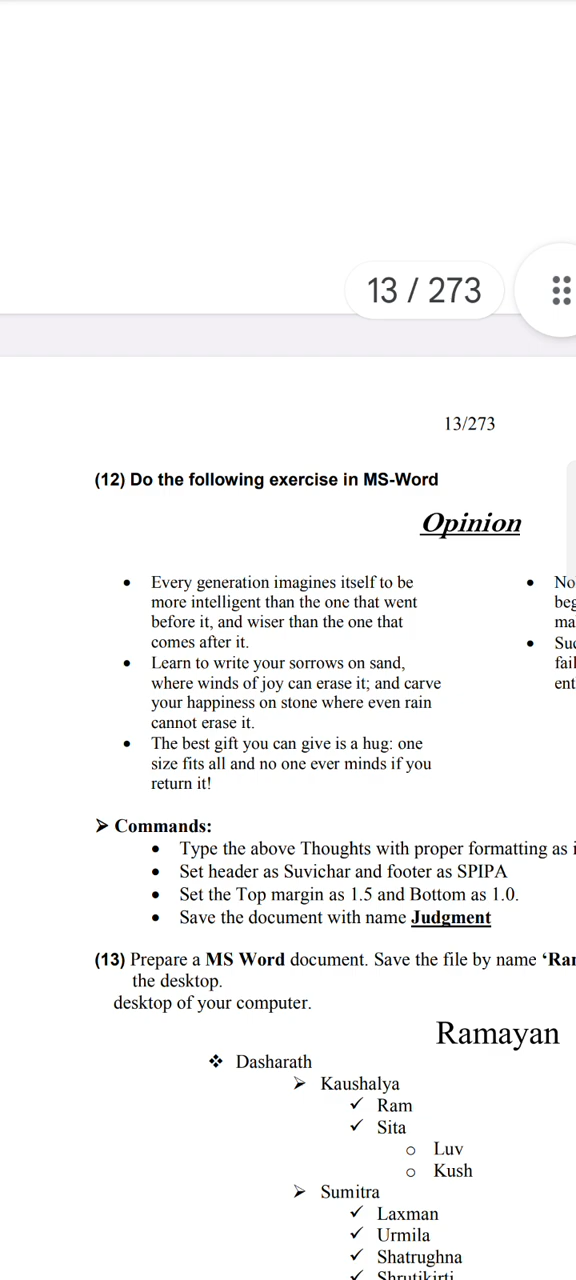 13 / 273
13/273
(12) Do the following exercise in MS-Word
Opinion
• Every generation imagines itself to be
more intelligent than the one that went
before it, and wiser than the one that
comes after it.
• Learn to write your sorrows on sand,
where winds of joy can erase it; and carve
your happiness on stone where even rain
cannot erase it.
• The best gift you can give is a hug: one
size fits all and no one ever minds if you
return it!
• No
•
➢ Commands:
• Type the above Thoughts with proper formatting as
• Set header as Suvichar and footer as SPIPA
• Set the Top margin as 1.5 and Bottom as 1.0.
• Save the document with name Judgment
(13) Prepare a MS Word document. Save the file by name
the desktop.
desktop of your computer.
Ramayan
❖ Dasharath
➢ Kaushalya
✓ Ram
✓ Sita
o Luv
o Kush
➢ Sumitra
✓ Laxman
✓ Urmila
✓ Shatrughna
✓ Shrutikirti